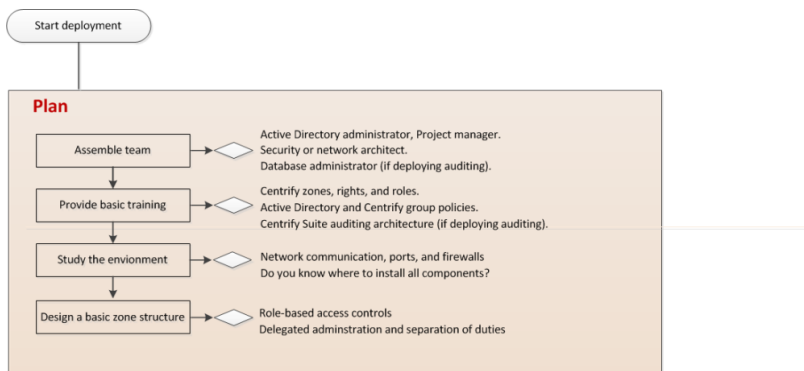 Start deployment
Plan
Assemble team
Active Directory administrator, Project manager.
Security or network architect.
Database administrator (if deploying auditing).
Provide basic training
Centrify zones, rights, and roles.
Active Directory and Centrify group policies.
Centrify Suite auditing architecture (if deploying auditing).
Study the envionment
Network communication, ports, and firewalls
Do you know where to install all components?
Design a basic zone structure
Role-based access controls
Delegated adminstration and separation of duties